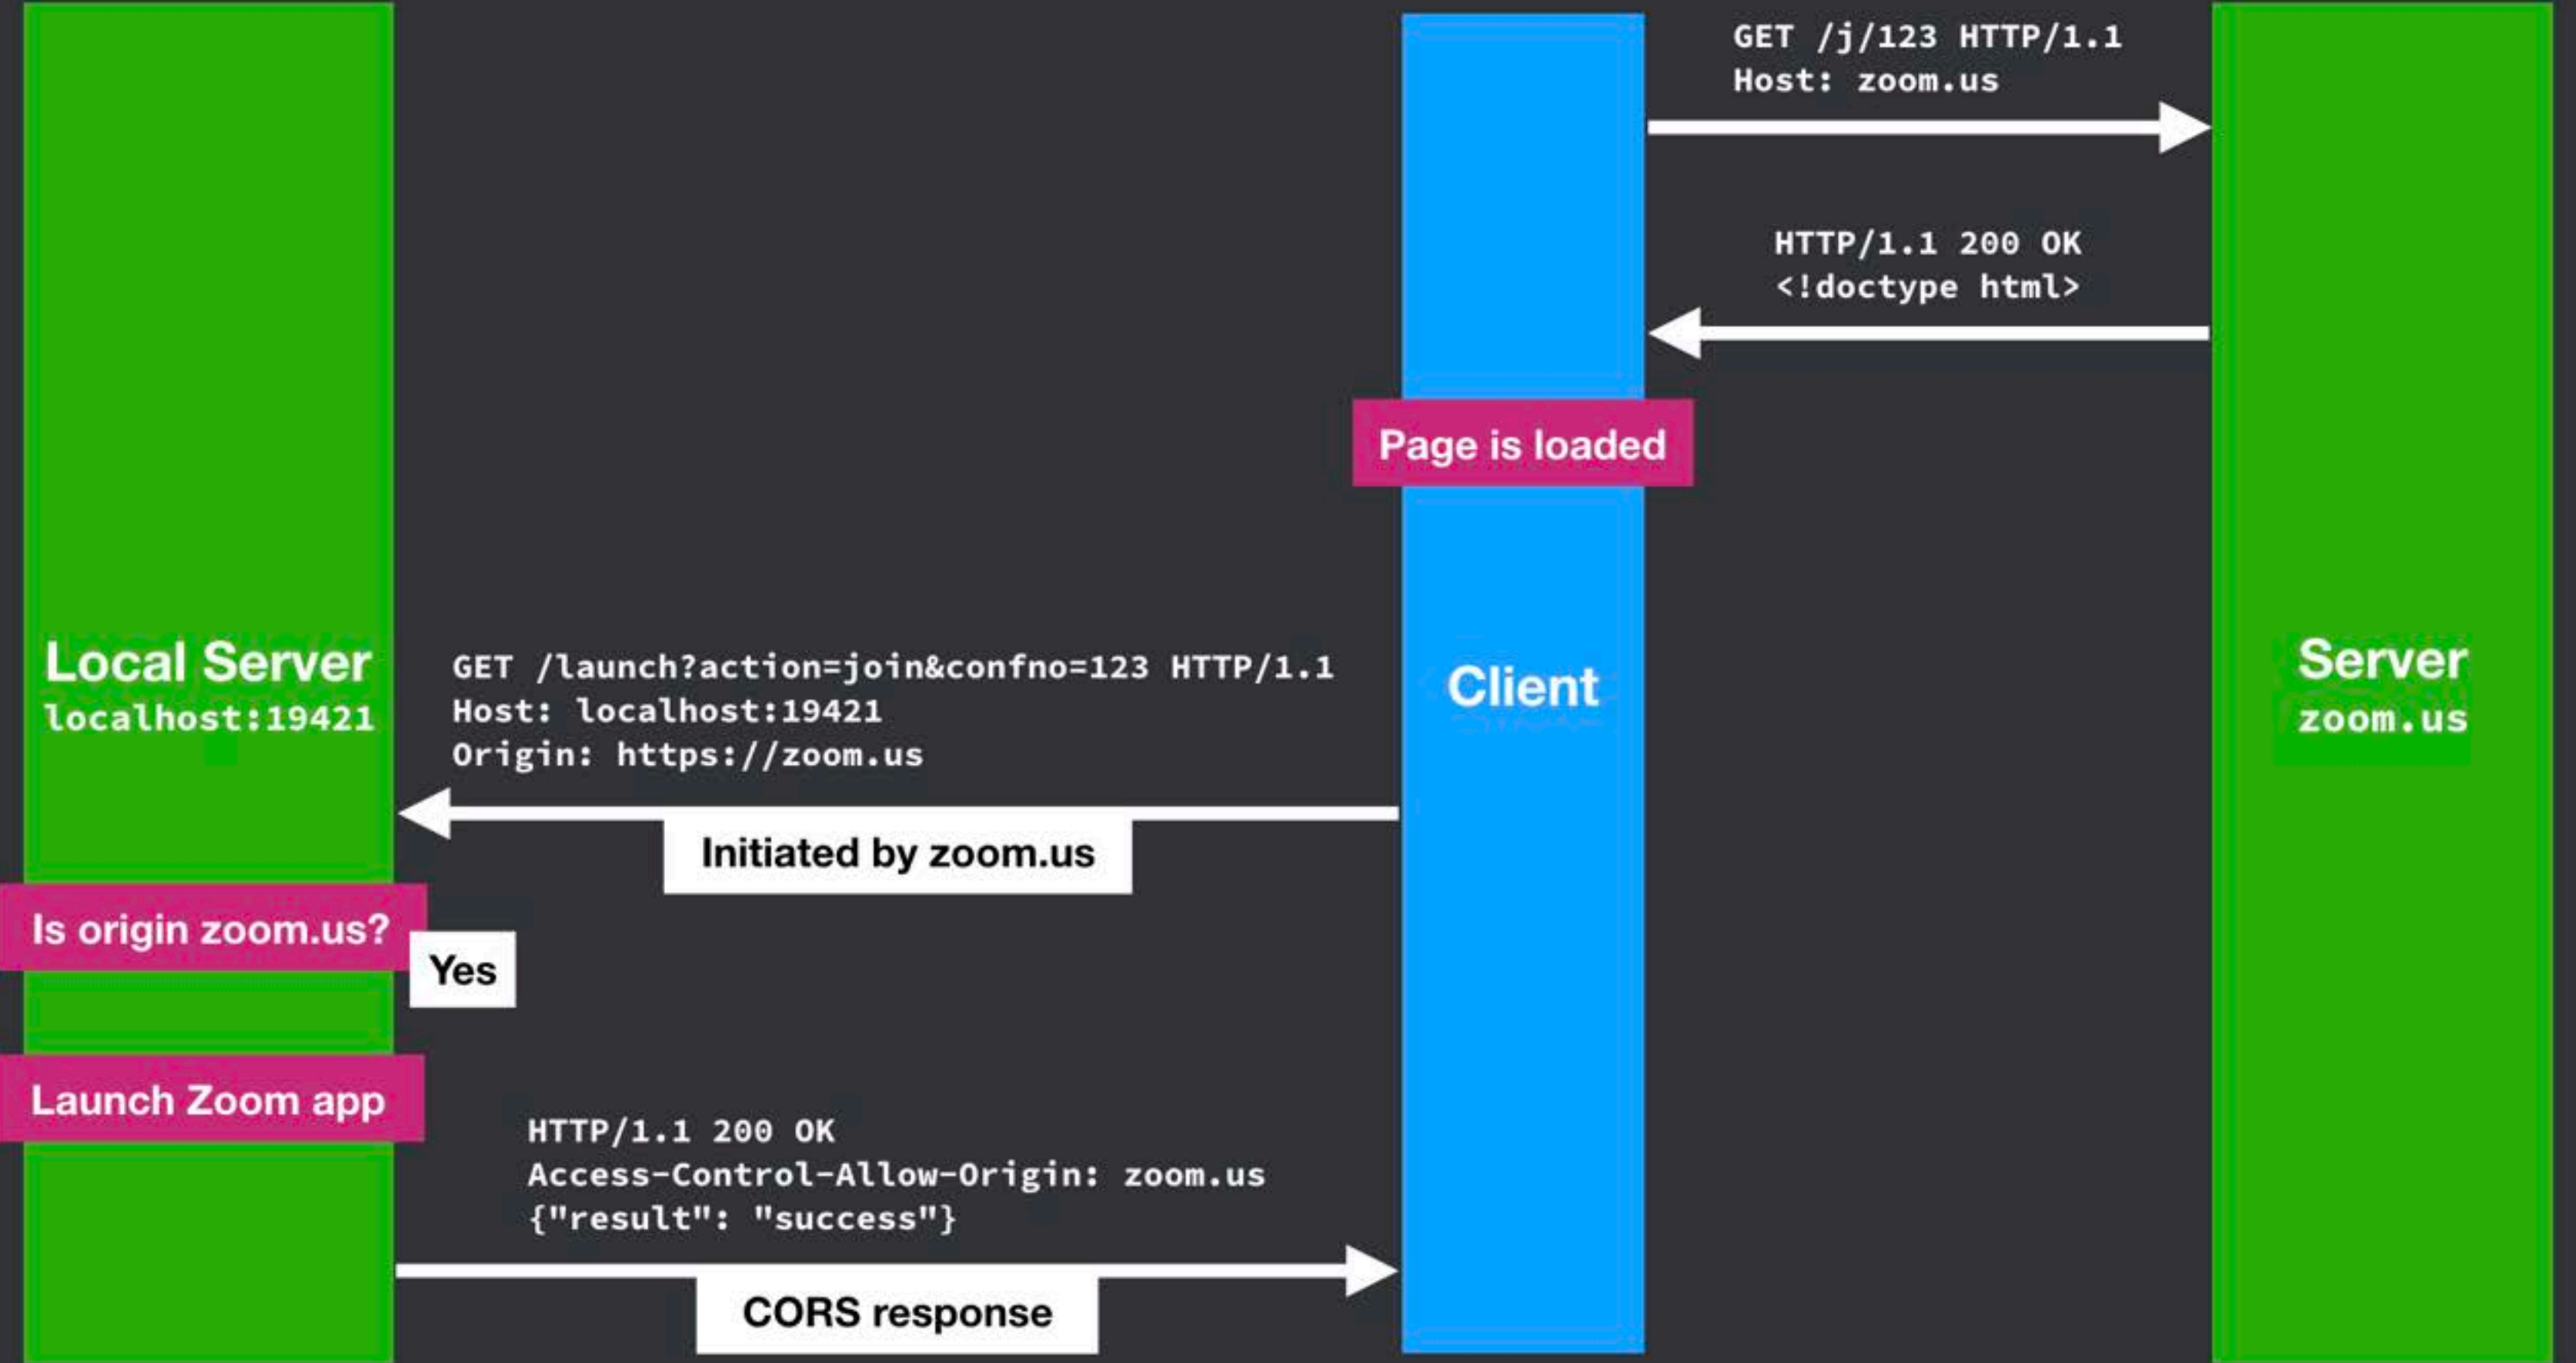 GET /j/123 HTTP/1.1
Host: zoom.us
HTTP/1.1 200 OK
<!doctype html>
Page is loaded
Local Server
localhost:19421
GET /launch?action=join&confno=123 HTTP/1.1
Host: localhost:19421
Origin: https://zoom.us
Client
Server
zoom.us
Initiated by zoom.us
Is origin zoom.us?
Yes
Launch Zoom app
HTTP/1.1 200 OK
Access-Control-Allow-Origin: zoom.us
{"result": "success"}
CORS response